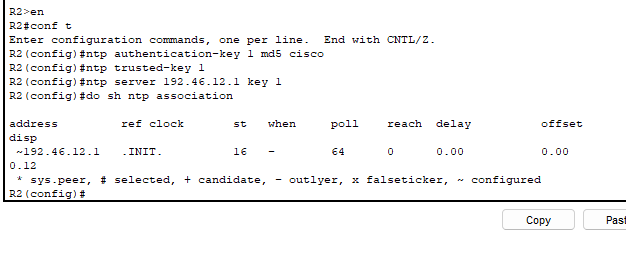 R2>en
R2#conf t
Enter configuration commands, one per line.  End with CNTL/Z.
R2(config)#ntp authentication-key 1 md5 cisco
R2(config)#ntp trusted-key 1
R2(config)#ntp server 192.46.12.1 key 1
R2(config)#do sh ntp association
address         ref clock       st   when     poll    reach  delay          offset
disp
 ~192.46.12.1   .INIT.          16   -        64      0      0.00           0.00
0.12
 * sys.peer, # selected, + candidate, - outlyer, x falseticker, ~ configured
R2(config)#
Copy
Past